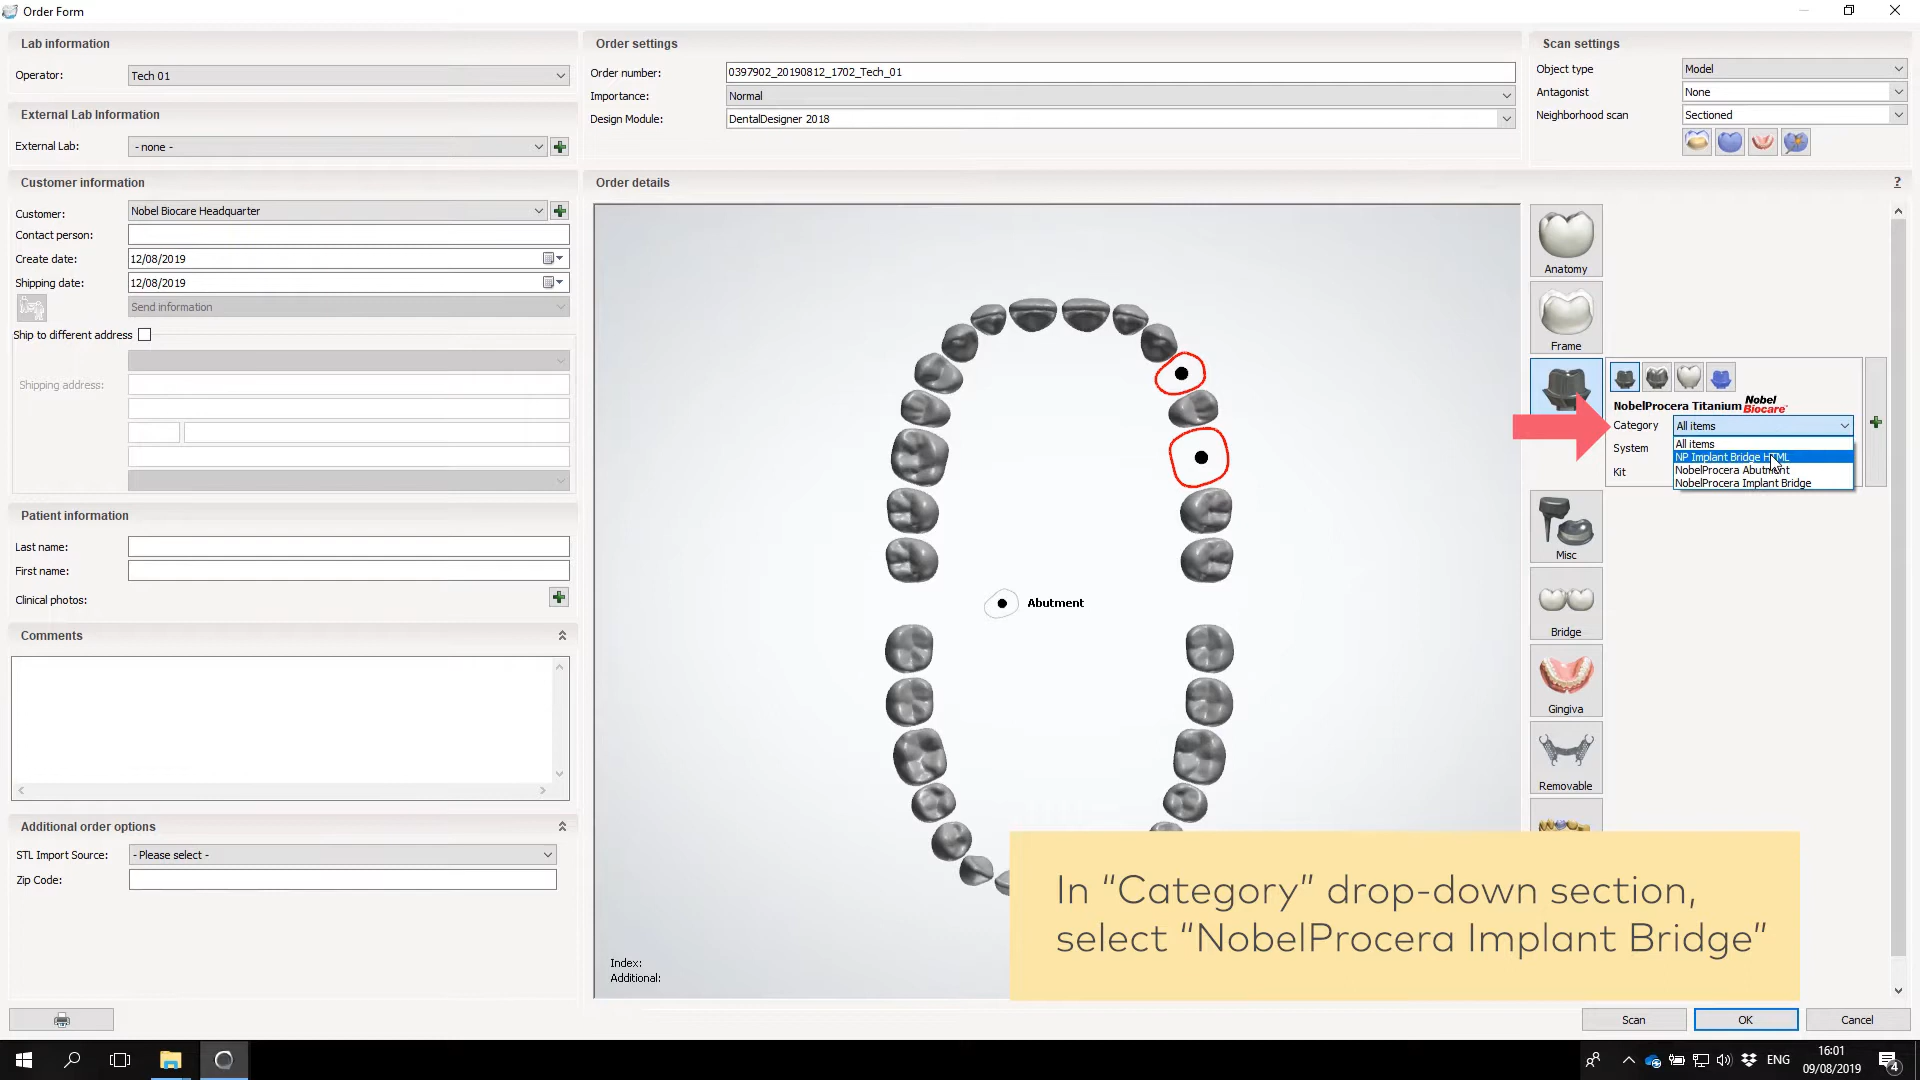 Order Form
Lab information
Operator:
Tech 01
External Lab Information
External Lab:
- none -
Customer information
Customer:
Nobel Biocare Headquarter
Contact person:
Create date:
12/08/2019
Shipping date:
12/08/2019
Send information
Ship to different address
Shipping address:
Patient information
Last name:
First name:
Clinical photos:
Comments
Additional order options
STL Import Source:
- Please select -
Zip Code:
Order settings
Order number:
0397902_20190812_1702_Tech_01
Importance:
Normal
Design Module:
DentalDesigner 2018
Scan settings
Object type
Model
Antagonist
None
Neighborhood scan
Sectioned
Order details
?
Abutment
Index:
Additional:
Anatomy
Frame
NobelProcera Titanium
Nobel
Biocare
Category
All items
System
Kit
All items
NP Implant Bridge HTML
NobelProcera Abutment
NobelProcera Implant Bridge
Misc
Bridge
Gingiva
Removable
In “Category” drop-down section,
select “NobelProcera Implant Bridge”
Scan
OK
Cancel
ENG
16:01
09/08/2019
4